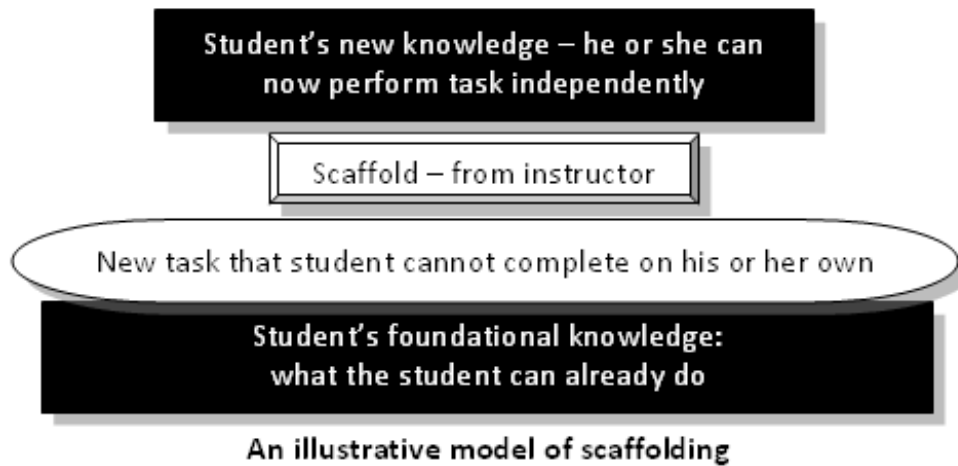 Student's new knowledge – he or she can
now perform task independently
Scaffold – from instructor
New task that student cannot complete on his or her own
Student's foundational knowledge:
what the student can already do
An illustrative model of scaffolding